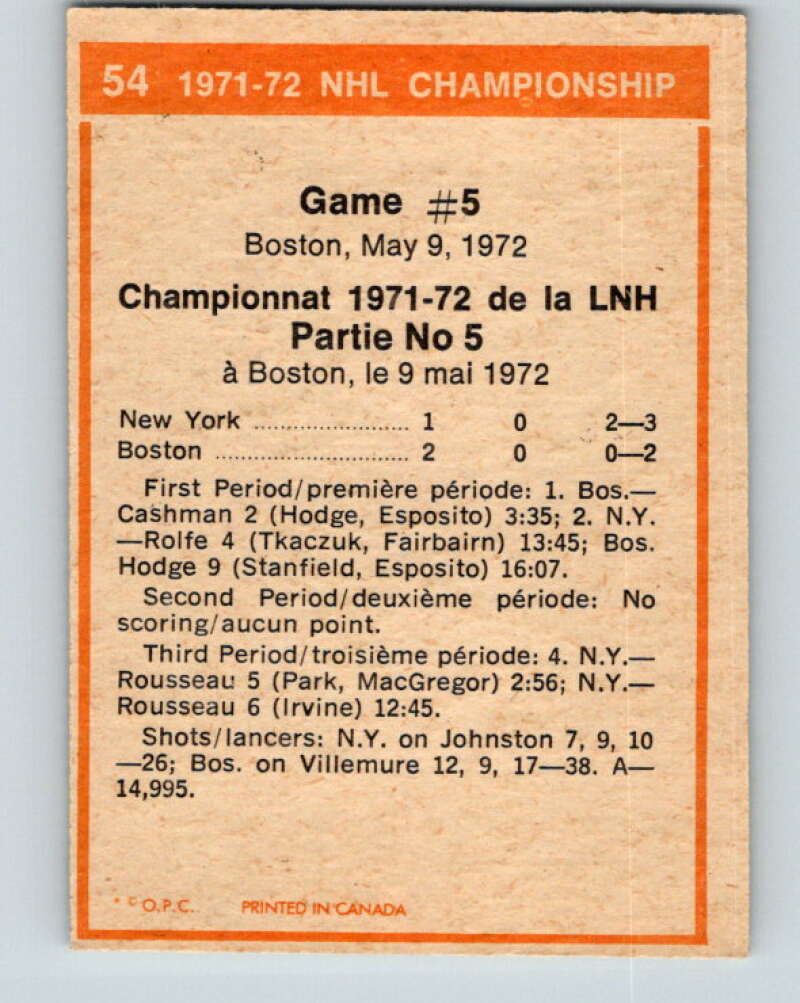 54 1971-72 NHL CHAMPIONSHIP
Game #5
Boston, May 9, 1972
Championnat 1971-72 de la LNH
Partie No 5
à Boston, le 9 mai 1972
New York ........................ 1 0 2—3
Boston ............................. 2 0 0—2
First Period/première période: 1. Bos.—
Cashman 2 (Hodge, Esposito) 3:35; 2. N.Y.
—Rolfe 4 (Tkaczuk, Fairbairn) 13:45; Bos.
Hodge 9 (Stanfield, Esposito) 16:07.
Second Period/deuxième période: No
scoring/aucun point.
Third Period/troisième période: 4. N.Y.—
Rousseau 5 (Park, MacGregor) 2:56; N.Y.—
Rousseau 6 (Irvine) 12:45.
Shots/lancers: N.Y. on Johnston 7, 9, 10
—26; Bos. on Villemure 12, 9, 17—38. A—
14,995.
* © O.P.C. PRINTED IN CANADA